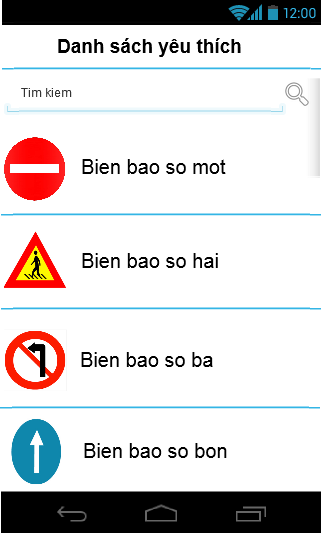 12:00
Danh sách yêu thích
Tim kiem
Bien bao so mot
Bien bao so hai
Bien bao so ba
Bien bao so bon